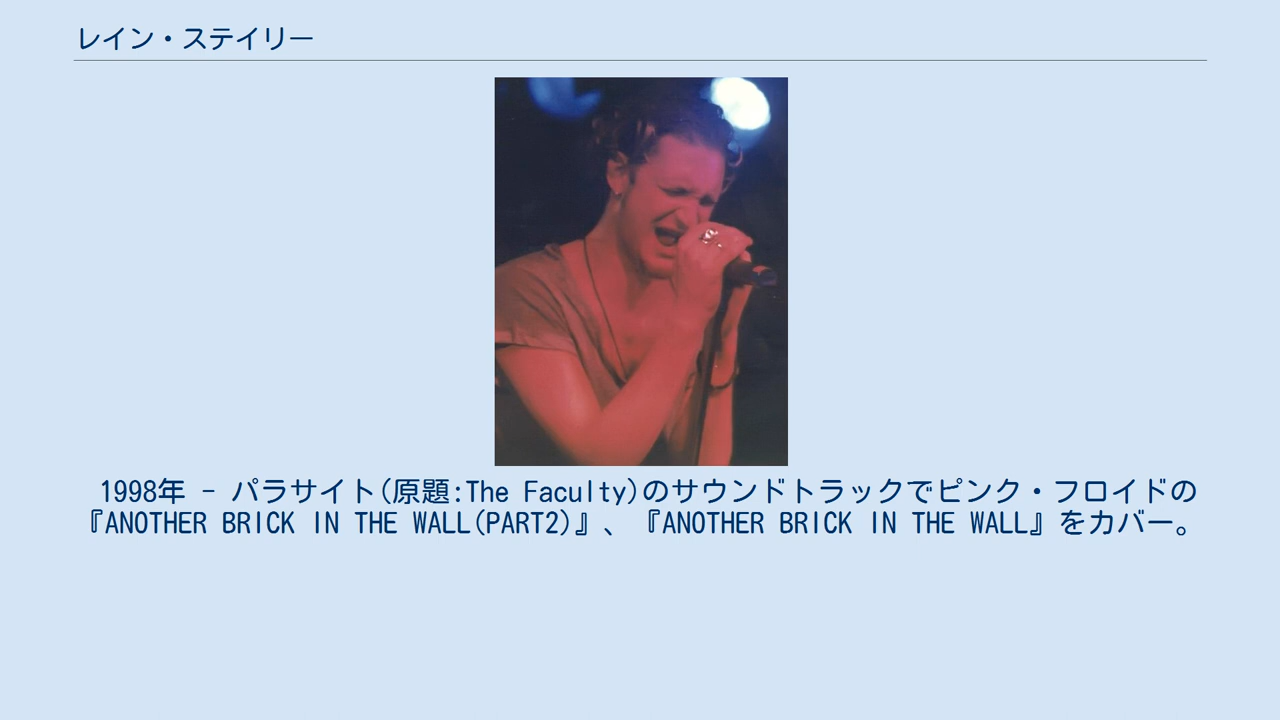 レイン・ステイリー
1998年 - パラサイト(原題:The Faculty)のサウンドトラックでピンク・フロイドの
『ANOTHER BRICK IN THE WALL(PART2)』、『ANOTHER BRICK IN THE WALL』をカバー。